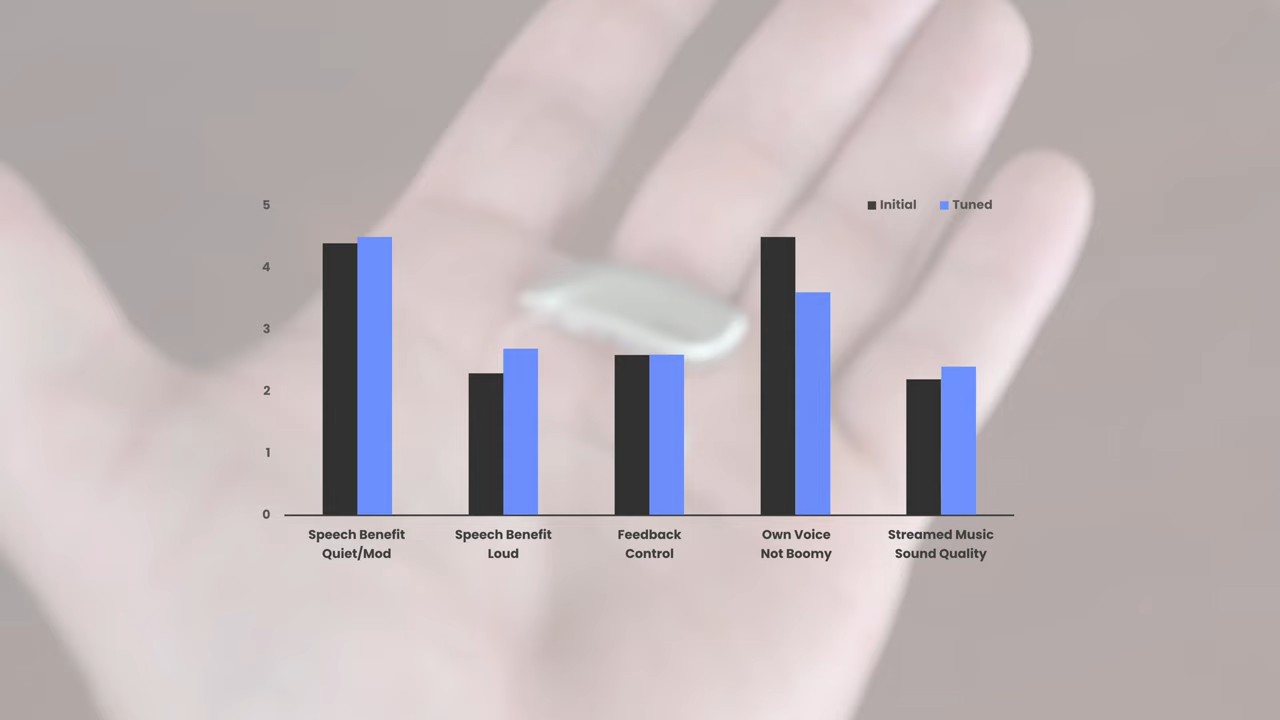 5
Initial
Tuned
4
3
2
1
0
Speech Benefit
Quiet/Mod
Speech Benefit
Loud
Feedback
Control
Own Voice
Not Boomy
Streamed Music
Sound Quality